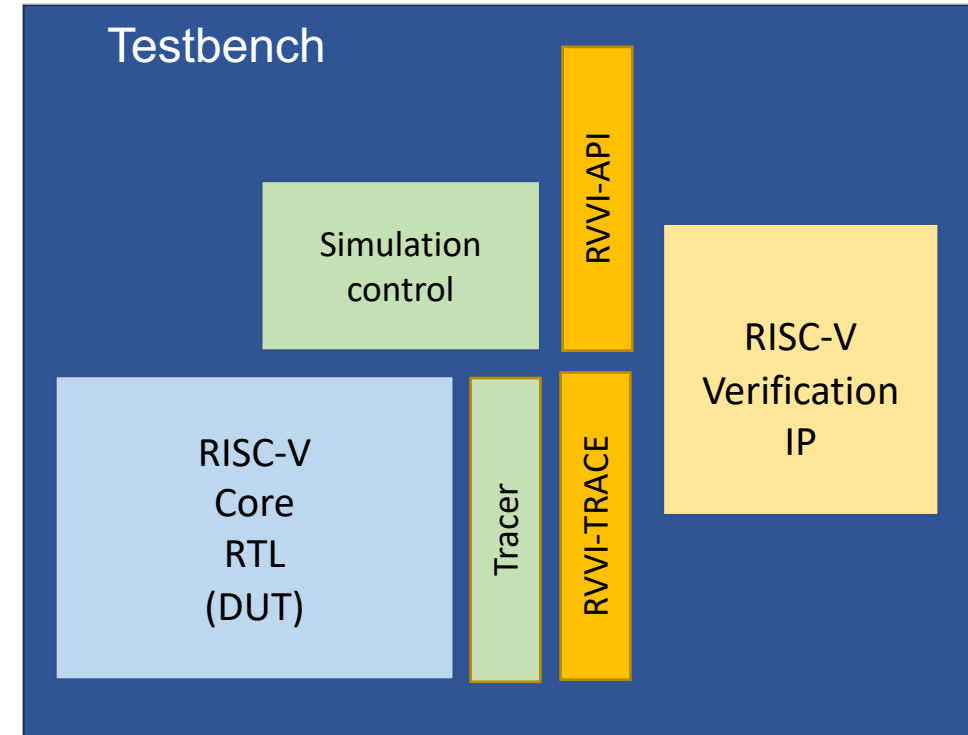 Testbench
RVVI-API
Simulation
control
RISC-V
Verification
IP
RISC-V
Core
RTL
(DUT)
Tracer
RVVI-TRACE